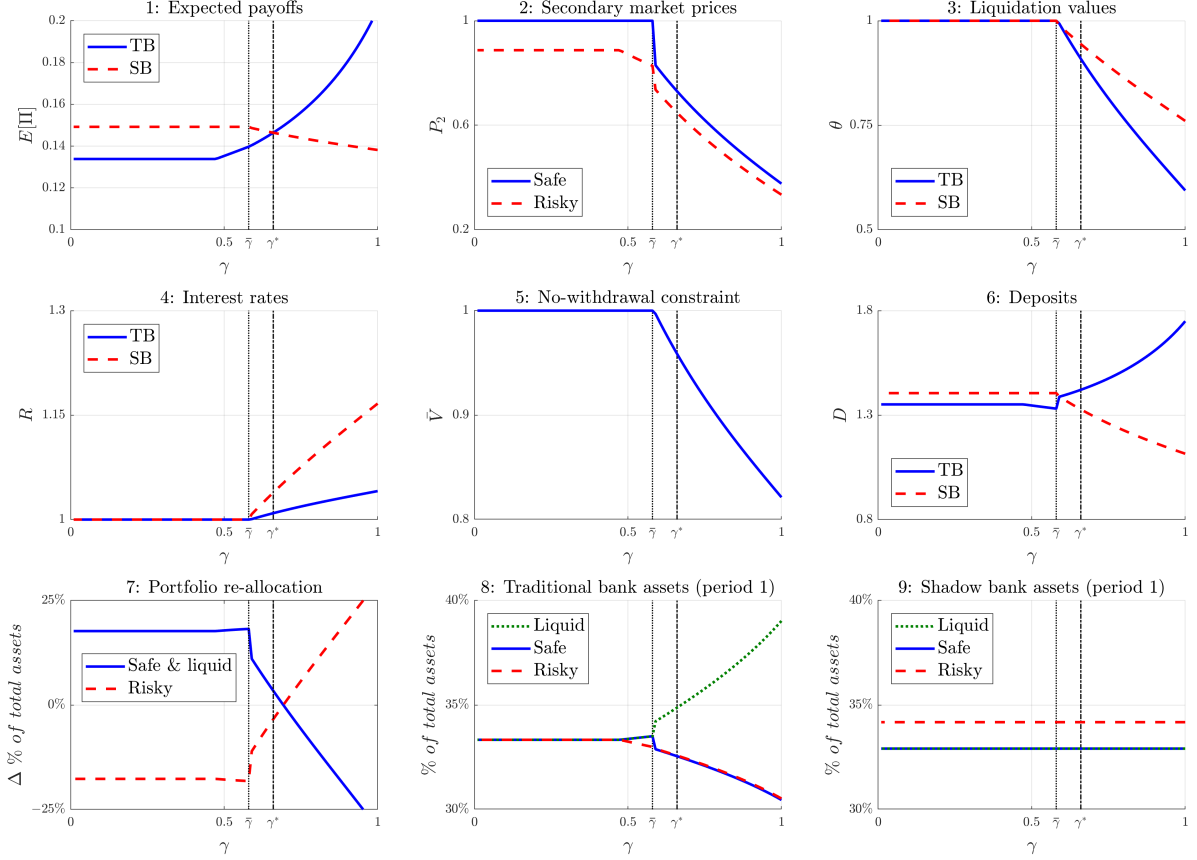 1: Expected payoffs
0.2
0.18
0.16
0.14
0.12
0.1
E[Π]
TB
SB
0
0.5
γ̄
γ*
1
γ
2: Secondary market prices
1
0.6
0.2
P₂
Safe
Risky
0
0.5
γ̄
γ*
1
γ
3: Liquidation values
1
0.75
0.5
θ
TB
SB
0
0.5
γ̄
γ*
1
γ
4: Interest rates
1.3
1.15
1
R
TB
SB
0
0.5
γ̄
γ*
1
γ
5: No-withdrawal constraint
1
0.9
0.8
V̄
0
0.5
γ̄
γ*
1
γ
6: Deposits
1.8
1.3
0.8
D
TB
SB
0
0.5
γ̄
γ*
1
γ
7: Portfolio re-allocation
25%
0%
−25%
Δ % of total assets
Safe & liquid
Risky
0
0.5
γ̄
γ*
1
γ
8: Traditional bank assets (period 1)
40%
35%
30%
% of total assets
Liquid
Safe
Risky
0
0.5
γ̄
γ*
1
γ
9: Shadow bank assets (period 1)
40%
35%
30%
% of total assets
Liquid
Safe
Risky
0
0.5
γ̄
γ*
1
γ